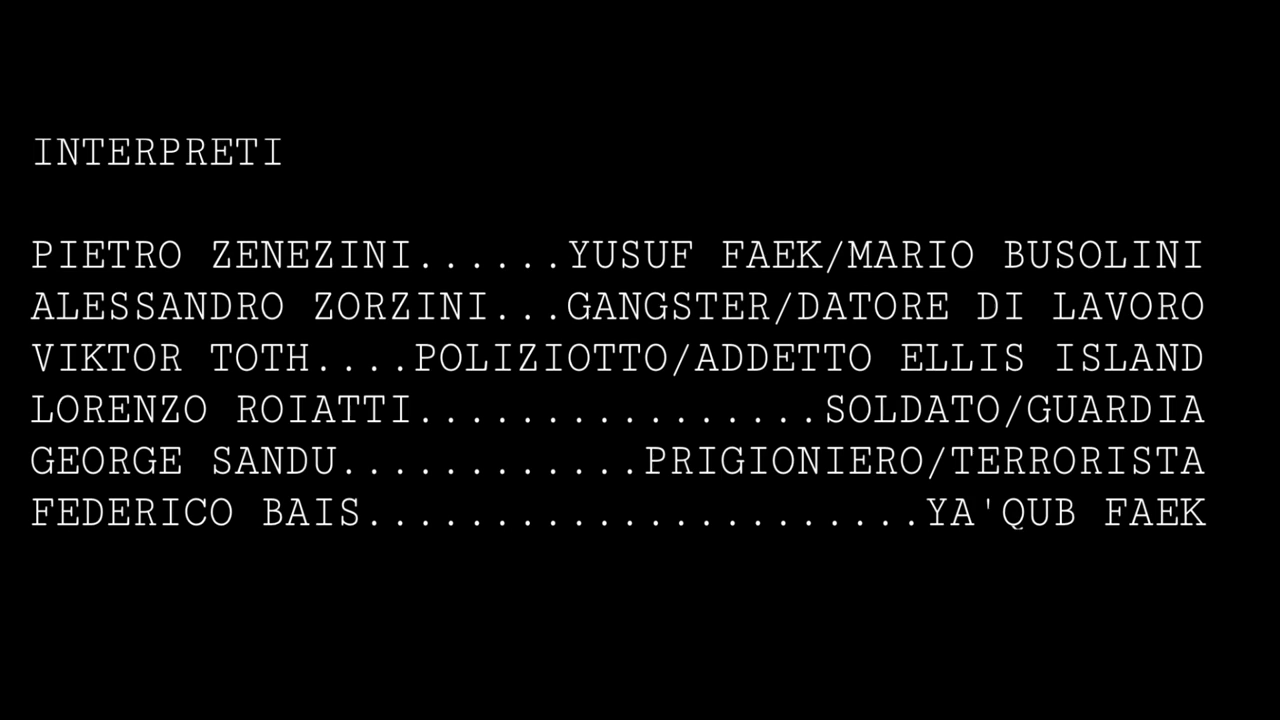 INTERPRETI
PIETRO ZENEZINI......YUSUF FAEK/MARIO BUSOLINI
ALESSANDRO ZORZINI...GANGSTER/DATORE DI LAVORO
VIKTOR TOTH....POLIZIOTTO/ADDETTO ELLIS ISLAND
LORENZO ROIATTI................SOLDATO/GUARDIA
GEORGE SANDU............PRIGIONIERO/TERRORISTA
FEDERICO BAIS......................YA'QUB FAEK